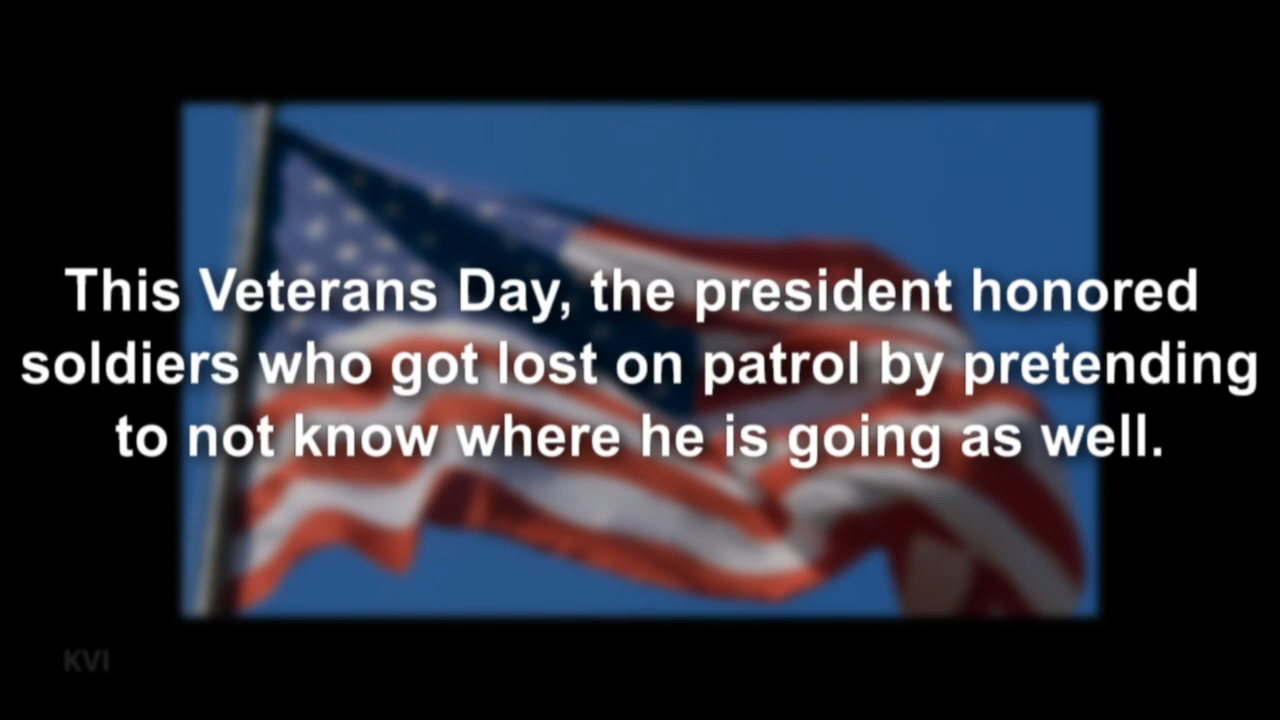 This Veterans Day, the president honored
soldiers who got lost on patrol by pretending
to not know where he is going as well.
KVI